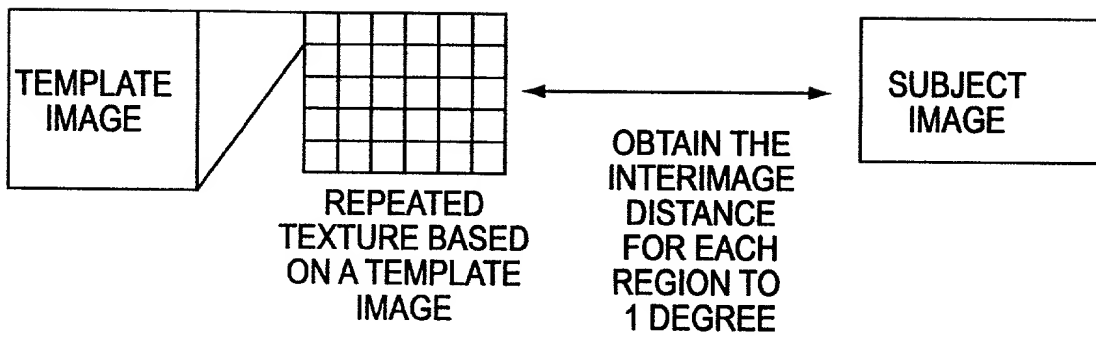 TEMPLATE
IMAGE
REPEATED
TEXTURE BASED
ON A TEMPLATE
IMAGE
OBTAIN THE
INTERIMAGE
DISTANCE
FOR EACH
REGION TO
1 DEGREE
SUBJECT
IMAGE